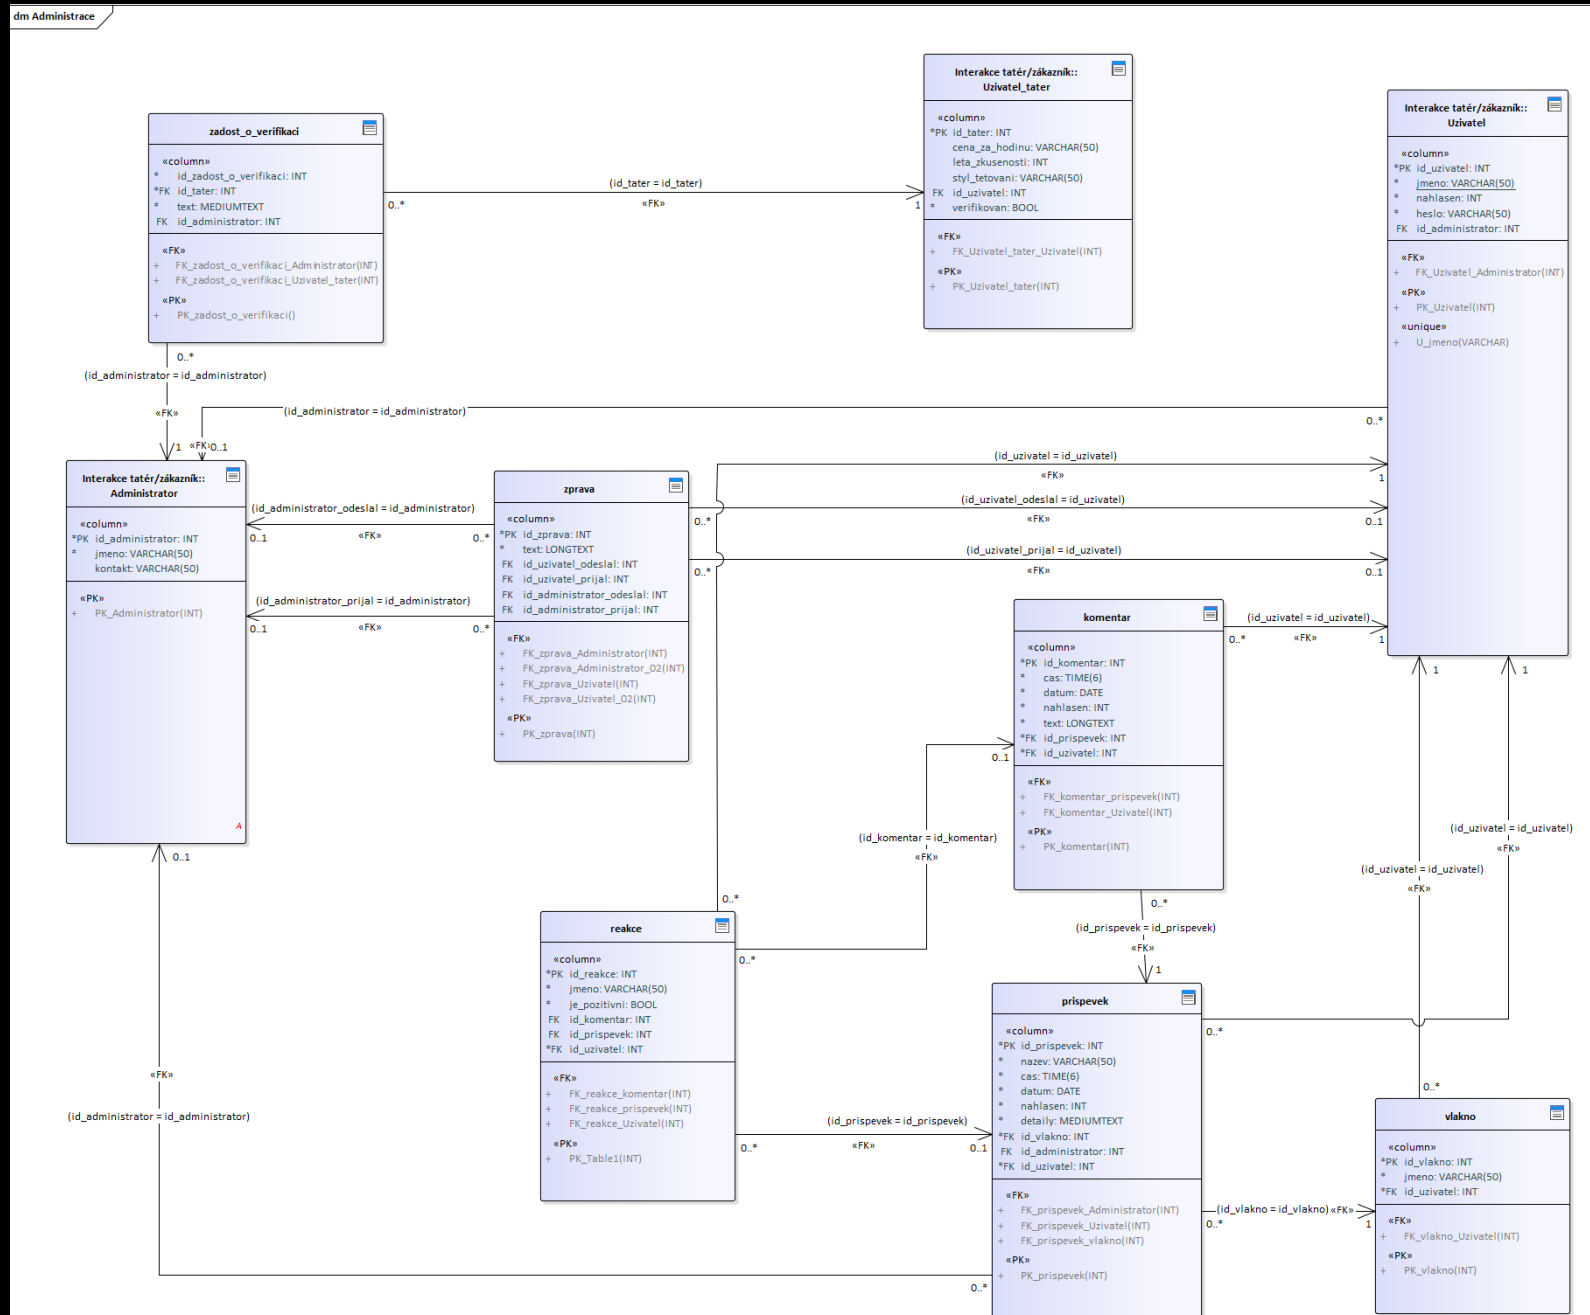 dm Administrace
Interakce tatér/zákazník::
Uzivatel_tater
«column»
*PK id_tater: INT
cena_za_hodinu: VARCHAR(50)
leta_zkusenosti: INT
styl_tetovani: VARCHAR(50)
FK id_uzivatel: INT
* verifikovan: BOOL
«FK»
+ FK_Uzivatel_tater_Uzivatel(INT)
«PK»
+ PK_Uzivatel_tater(INT)
Interakce tatér/zákazník::
Uzivatel
«column»
*PK id_uzivatel: INT
* jmeno: VARCHAR(50)
* nahlasen: INT
* heslo: VARCHAR(50)
FK id_administrator: INT
«FK»
+ FK_Uzivatel_Administrator(INT)
«PK»
+ PK_Uzivatel(INT)
«unique»
+ U_jmeno(VARCHAR)
zadost_o_verifikaci
«column»
* id_zadost_o_verifikaci: INT
*FK id_tater: INT
* text: MEDIUMTEXT
FK id_administrator: INT
«FK»
+ FK_zadost_o_verifikaci_Administrator(INT)
+ FK_zadost_o_verifikaci_Uzivatel_tater(INT)
«PK»
+ PK_zadost_o_verifikaci()
(id_tater = id_tater)
0..*
«FK»
1
0..*
(id_administrator = id_administrator)
«FK»
1
(id_administrator = id_administrator)
0..*
«FK»
0..1
Interakce tatér/zákazník::
Administrator
«column»
*PK id_administrator: INT
* jmeno: VARCHAR(50)
kontakt: VARCHAR(50)
«PK»
+ PK_Administrator(INT)
A
(id_administrator_odeslal = id_administrator)
0..1
«FK»
0..*
(id_administrator_prijal = id_administrator)
0..1
«FK»
0..*
zprava
«column»
*PK id_zprava: INT
* text: LONGTEXT
FK id_uzivatel_odeslal: INT
FK id_uzivatel_prijal: INT
FK id_administrator_odeslal: INT
FK id_administrator_prijal: INT
«FK»
+ FK_zprava_Administrator(INT)
+ FK_zprava_Administrator_02(INT)
+ FK_zprava_Uzivatel(INT)
+ FK_zprava_Uzivatel_02(INT)
«PK»
+ PK_zprava(INT)
(id_uzivatel = id_uzivatel)
«FK»
1
(id_uzivatel_odeslal = id_uzivatel)
0..*
«FK»
0..1
(id_uzivatel_prijal = id_uzivatel)
0..*
«FK»
0..1
komentar
«column»
*PK id_komentar: INT
* cas: TIME(6)
* datum: DATE
* nahlasen: INT
* text: LONGTEXT
*FK id_prispevek: INT
*FK id_uzivatel: INT
«FK»
+ FK_komentar_prispevek(INT)
+ FK_komentar_Uzivatel(INT)
«PK»
+ PK_komentar(INT)
(id_uzivatel = id_uzivatel)
0..*
«FK»
1
1
1
0..1
(id_komentar = id_komentar)
«FK»
(id_uzivatel = id_uzivatel)
«FK»
(id_uzivatel = id_uzivatel)
«FK»
0..1
0..*
0..*
(id_prispevek = id_prispevek)
«FK»
1
reakce
«column»
*PK id_reakce: INT
* jmeno: VARCHAR(50)
* je_pozitivni: BOOL
FK id_komentar: INT
FK id_prispevek: INT
*FK id_uzivatel: INT
«FK»
+ FK_reakce_komentar(INT)
+ FK_reakce_prispevek(INT)
+ FK_reakce_Uzivatel(INT)
«PK»
+ PK_Table1(INT)
0..*
(id_prispevek = id_prispevek)
0..*
«FK»
0..1
prispevek
«column»
*PK id_prispevek: INT
* nazev: VARCHAR(50)
* cas: TIME(6)
* datum: DATE
* nahlasen: INT
* detaily: MEDIUMTEXT
*FK id_vlakno: INT
FK id_administrator: INT
*FK id_uzivatel: INT
«FK»
+ FK_prispevek_Administrator(INT)
+ FK_prispevek_Uzivatel(INT)
+ FK_prispevek_vlakno(INT)
«PK»
+ PK_prispevek(INT)
0..*
0..*
(id_vlakno = id_vlakno) «FK»
0..*
1
vlakno
«column»
*PK id_vlakno: INT
* jmeno: VARCHAR(50)
*FK id_uzivatel: INT
«FK»
+ FK_vlakno_Uzivatel(INT)
«PK»
+ PK_vlakno(INT)
«FK»
(id_administrator = id_administrator)
0..*